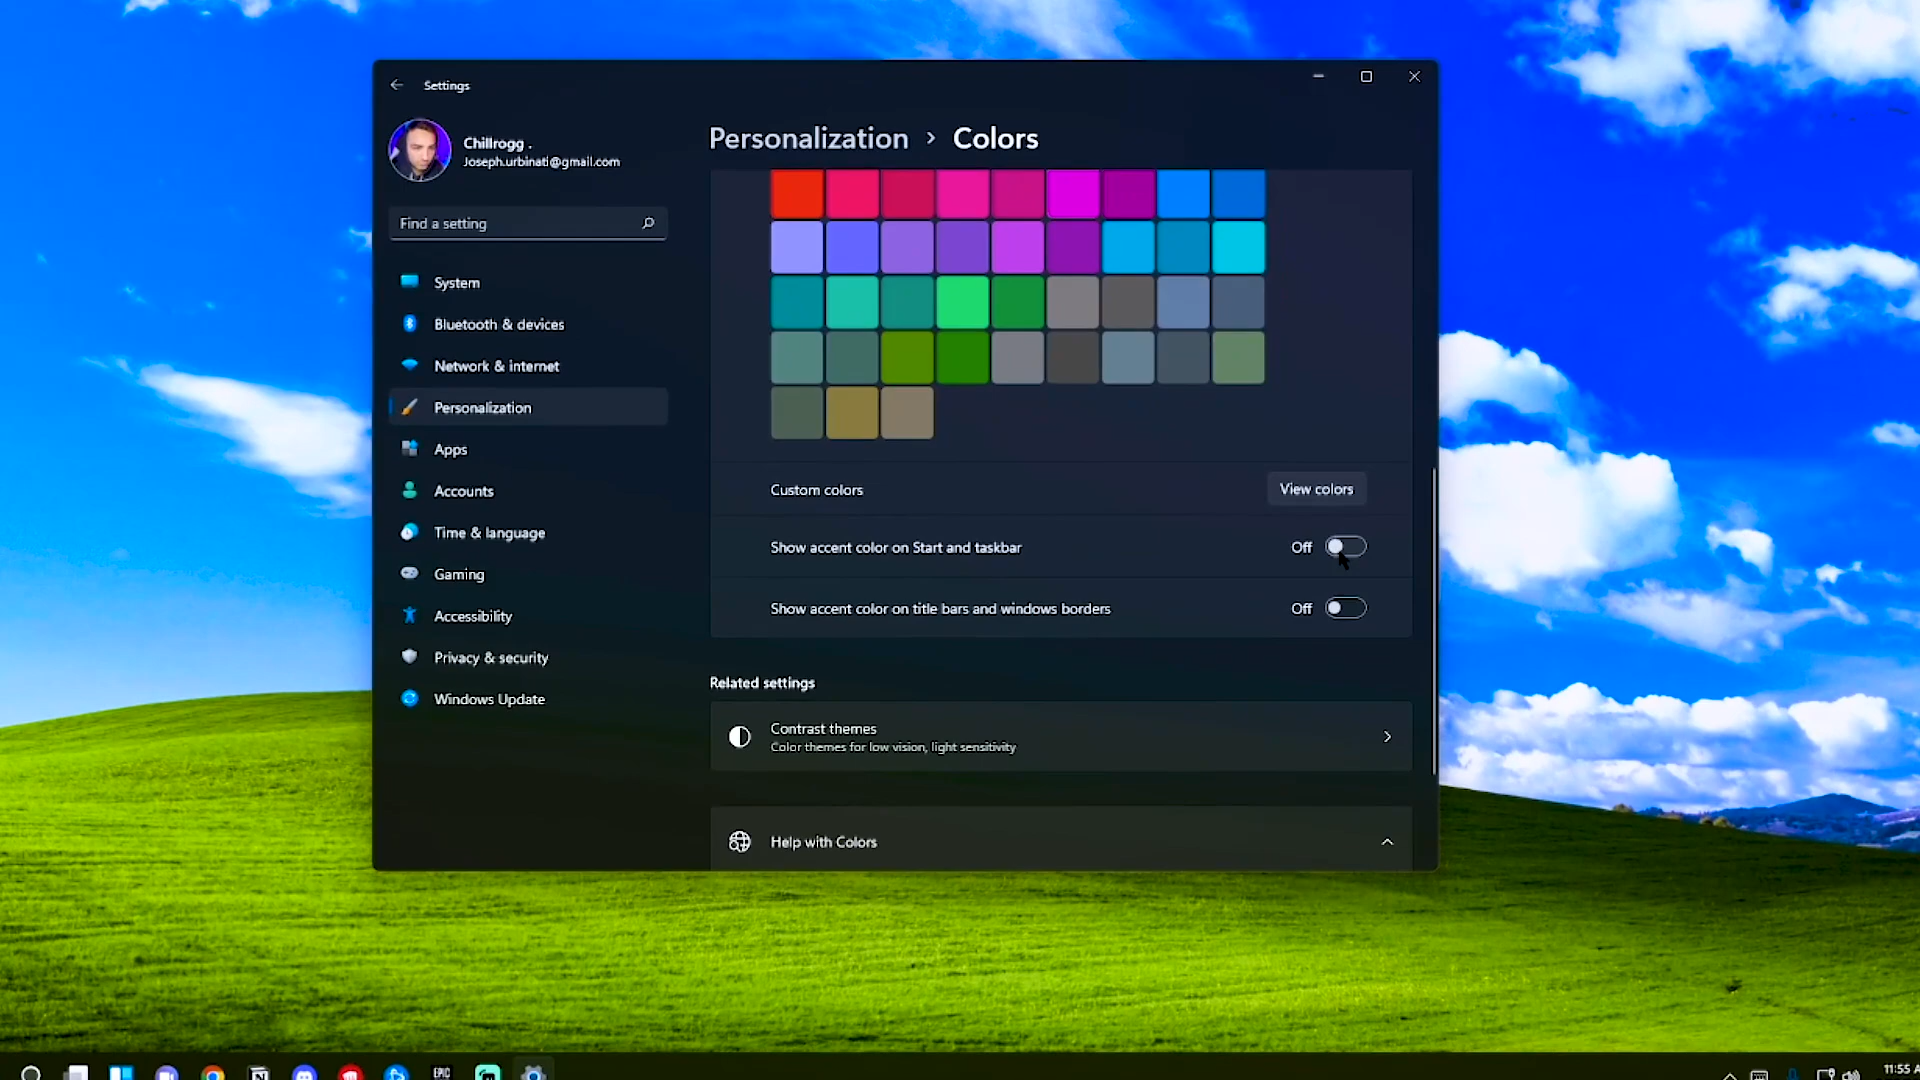 Settings
Chillrogg .
Joseph.urbinati@gmail.com
Find a setting
System
Bluetooth & devices
Network & internet
Personalization
Apps
Accounts
Time & language
Gaming
Accessibility
Privacy & security
Windows Update
Personalization › Colors
Custom colors
View colors
Show accent color on Start and taskbar
Off
Show accent color on title bars and windows borders
Off
Related settings
Contrast themes
Color themes for low vision, light sensitivity
Help with Colors
EPIC
11:55 A